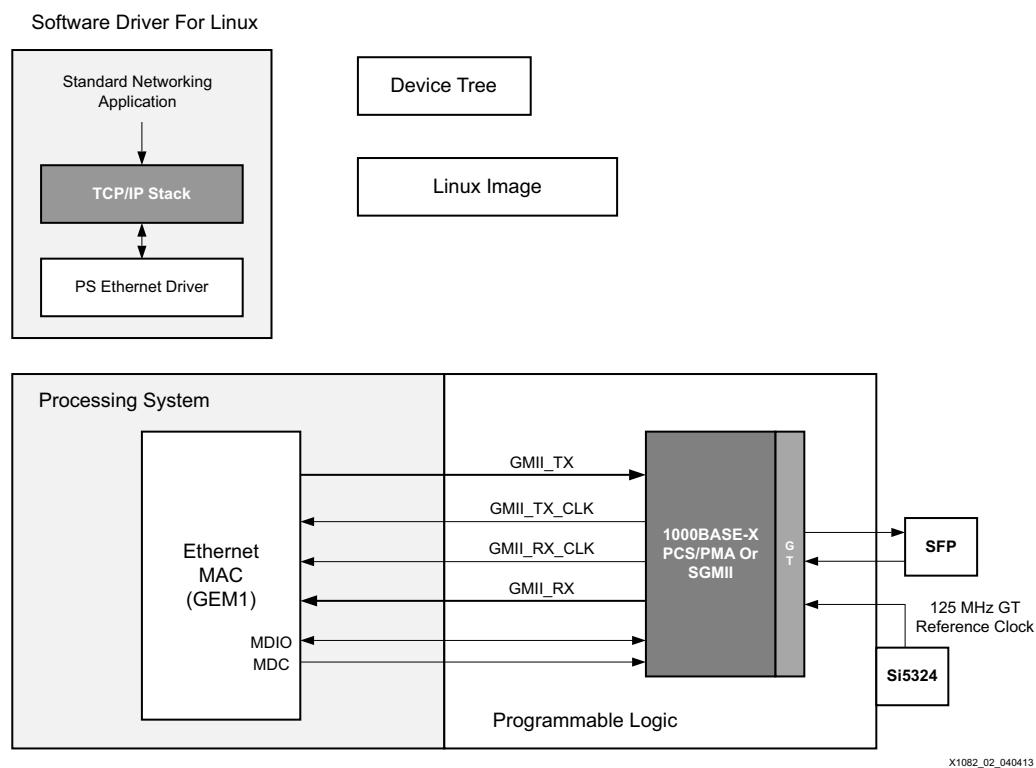 Software Driver For Linux
Standard Networking
Application
TCP/IP Stack
PS Ethernet Driver
Device Tree
Linux Image
Processing System
Ethernet
MAC
(GEM1)
MDIO
MDC
GMII_TX
GMII_TX_CLK
GMII_RX_CLK
GMII_RX
1000BASE-X
PCS/PMA Or
SGMII
G
T
SFP
125 MHz GT
Reference Clock
Si5324
Programmable Logic
X1082_02_040413